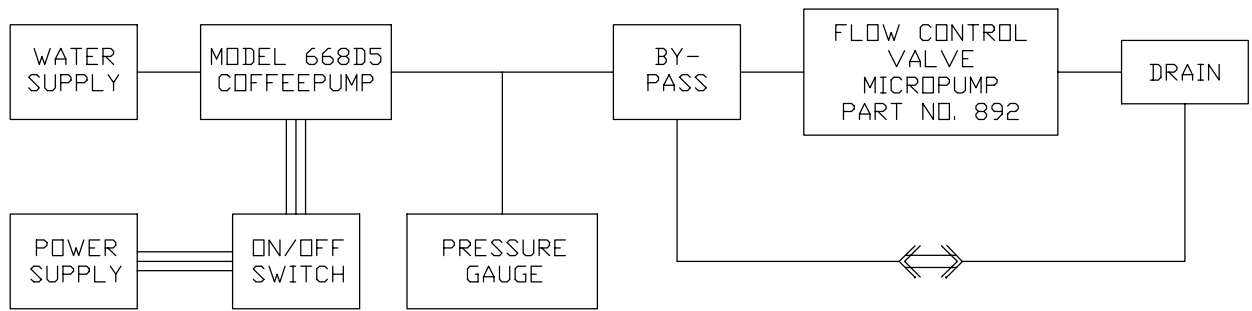 WATER
SUPPLY
MODEL 668D5
COFFEEPUMP
BY-
PASS
FLOW CONTROL
VALVE
MICROPUMP
PART NO. 892
DRAIN
POWER
SUPPLY
ON/OFF
SWITCH
PRESSURE
GAUGE